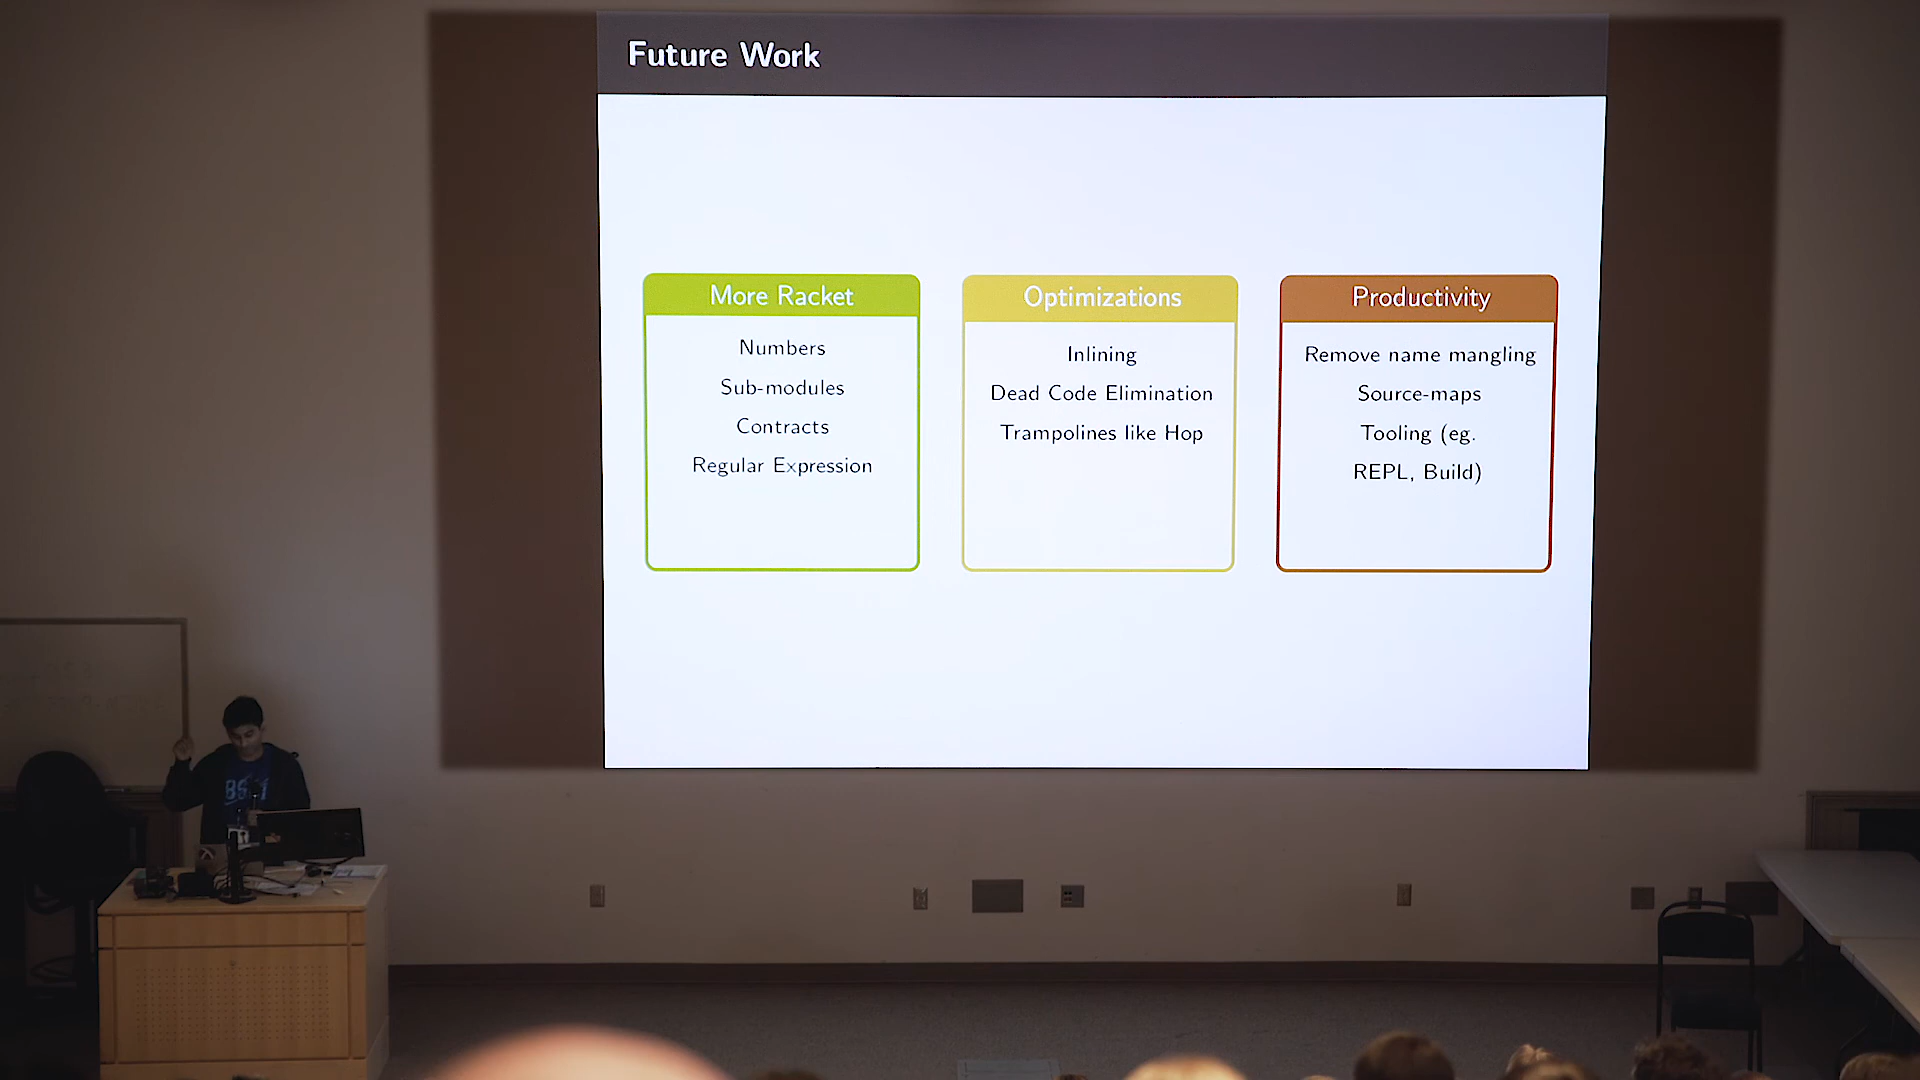 Future Work
More Racket
Numbers
Sub-modules
Contracts
Regular Expression
Optimizations
Inlining
Dead Code Elimination
Trampolines like Hop
Productivity
Remove name mangling
Source-maps
Tooling (eg.
REPL, Build)